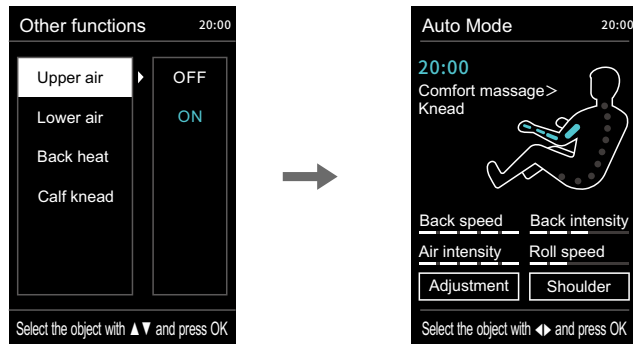 Other functions 20:00
Upper air
Lower air
Back heat
Calf knead
OFF
ON
Select the object with ▲▼ and press OK
Auto Mode 20:00
20:00
Comfort massage>
Knead
Back speed Back intensity
Air intensity Roll speed
Adjustment Shoulder
Select the object with ◀▶ and press OK